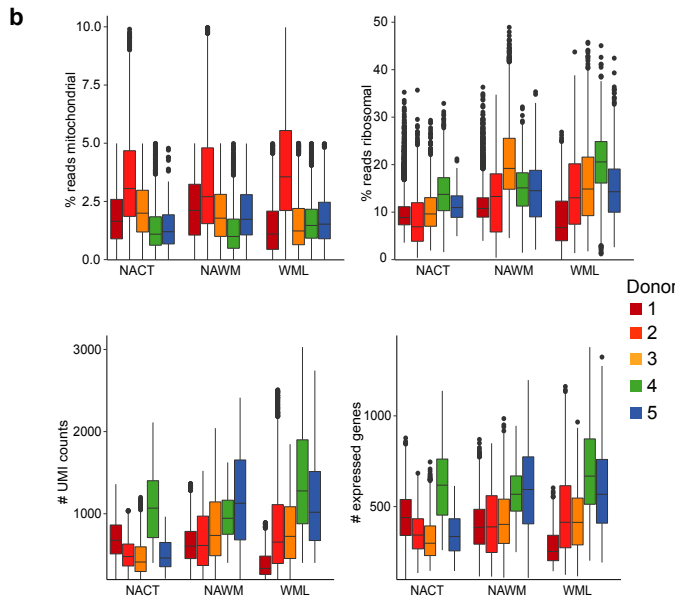 b
% reads mitochondrial
10.0
7.5
5.0
2.5
0.0
NACT NAWM WML
% reads ribosomal
50
40
30
20
10
0
NACT NAWM WML
Donor
1
2
3
4
5
# UMI counts
3000
2000
1000
NACT NAWM WML
# expressed genes
1000
500
NACT NAWM WML